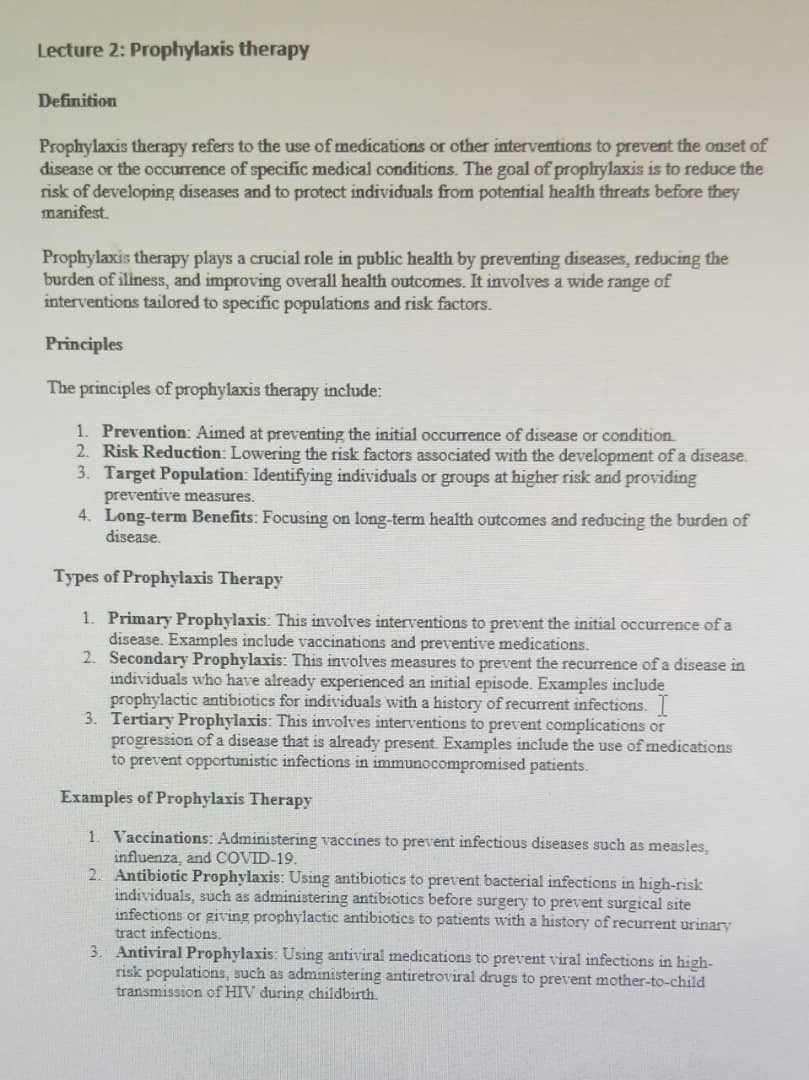 Lecture 2: Prophylaxis therapy
Definition
Prophylaxis therapy refers to the use of medications or other interventions to prevent the onset of
disease or the occurrence of specific medical conditions. The goal of prophylaxis is to reduce the
risk of developing diseases and to protect individuals from potential health threats before they
manifest.
Prophylaxis therapy plays a crucial role in public health by preventing diseases, reducing the
burden of illness, and improving overall health outcomes. It involves a wide range of
interventions tailored to specific populations and risk factors.
Principles
The principles of prophylaxis therapy include:
1. Prevention: Aimed at preventing the initial occurrence of disease or condition.
2. Risk Reduction: Lowering the risk factors associated with the development of a disease.
3. Target Population: Identifying individuals or groups at higher risk and providing
preventive measures.
4. Long-term Benefits: Focusing on long-term health outcomes and reducing the burden of
disease.
Types of Prophylaxis Therapy
1. Primary Prophylaxis: This involves interventions to prevent the initial occurrence of a
disease. Examples include vaccinations and preventive medications.
2. Secondary Prophylaxis: This involves measures to prevent the recurrence of a disease in
individuals who have already experienced an initial episode. Examples include
prophylactic antibiotics for individuals with a history of recurrent infections.
3. Tertiary Prophylaxis: This involves interventions to prevent complications or
progression of a disease that is already present. Examples include the use of medications
to prevent opportunistic infections in immunocompromised patients.
Examples of Prophylaxis Therapy
1. Vaccinations: Administering vaccines to prevent infectious diseases such as measles,
influenza, and COVID-19.
2. Antibiotic Prophylaxis: Using antibiotics to prevent bacterial infections in high-risk
individuals, such as administering antibiotics before surgery to prevent surgical site
infections or giving prophylactic antibiotics to patients with a history of recurrent urinary
tract infections.
3. Antiviral Prophylaxis: Using antiviral medications to prevent viral infections in high-
risk populations, such as administering antiretroviral drugs to prevent mother-to-child
transmission of HIV during childbirth.